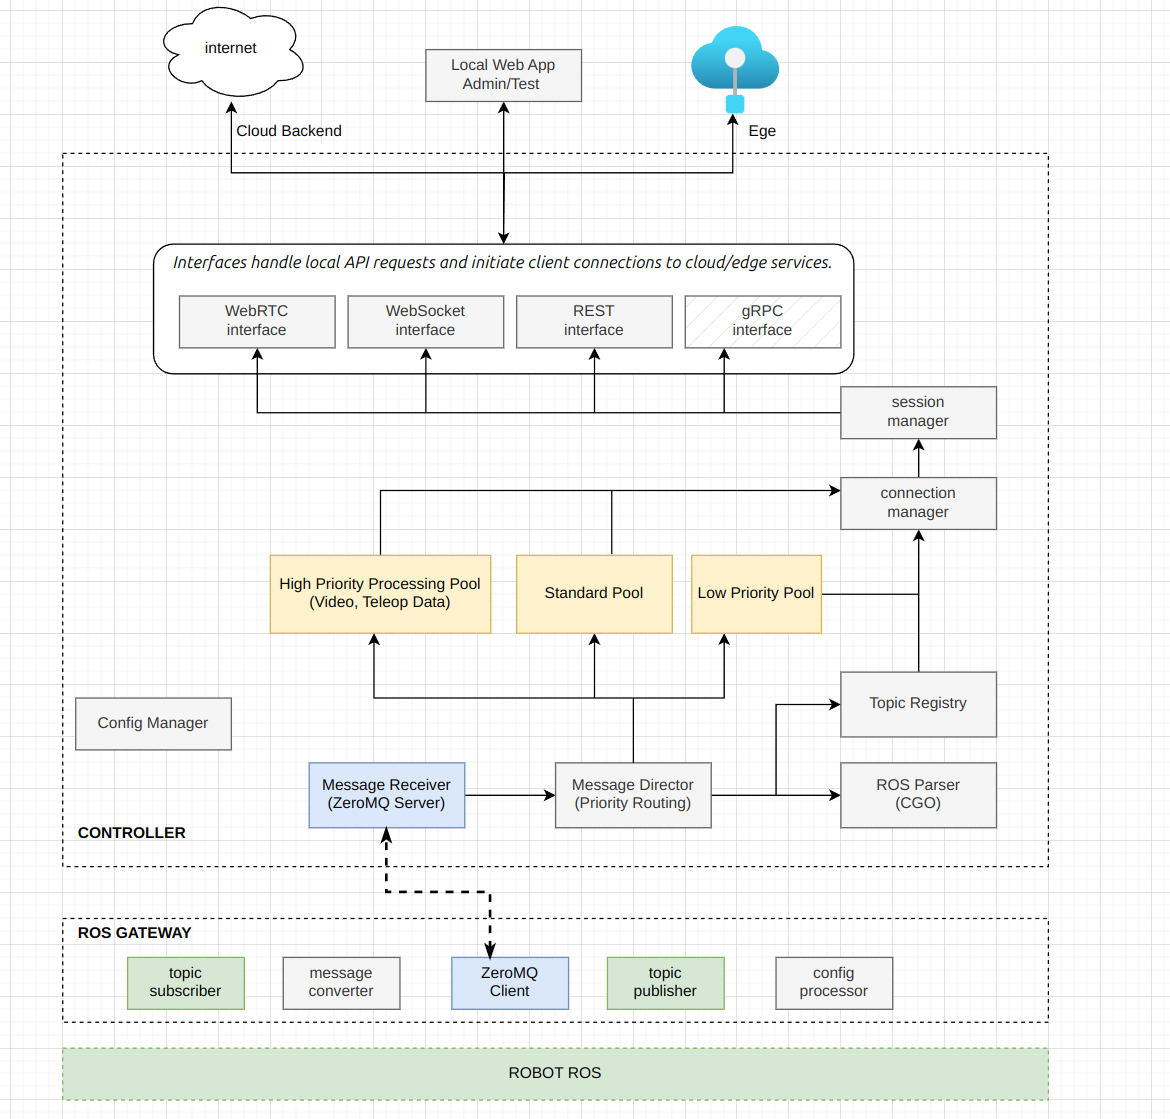 internet
Local Web App
Admin/Test
Cloud Backend
Ege
Interfaces handle local API requests and initiate client connections to cloud/edge services.
WebRTC
interface
WebSocket
interface
REST
interface
gRPC
interface
session
manager
connection
manager
High Priority Processing Pool
(Video, Teleop Data)
Standard Pool
Low Priority Pool
Config Manager
Topic Registry
Message Receiver
(ZeroMQ Server)
Message Director
(Priority Routing)
ROS Parser
(CGO)
CONTROLLER
ROS GATEWAY
topic
subscriber
message
converter
ZeroMQ
Client
topic
publisher
config
processor
ROBOT ROS